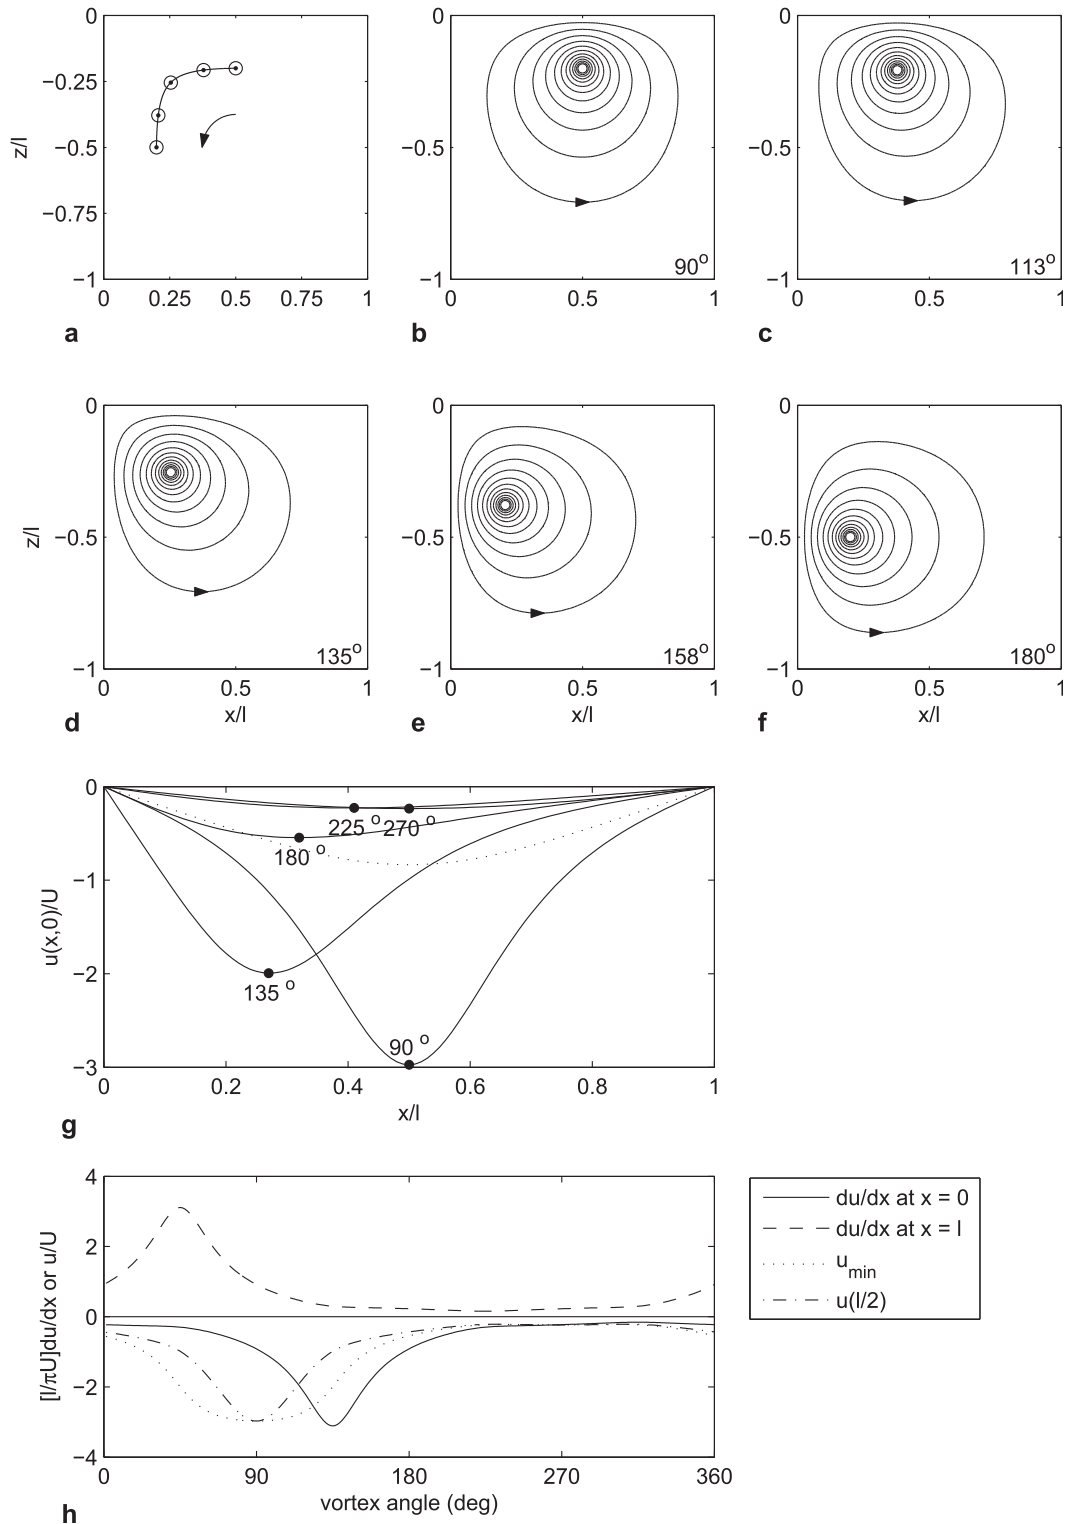 0
−0.25
−0.5
−0.75
−1
z/l
0 0.25 0.5 0.75 1
a
0
−0.5
−1
90°
0 0.5 1
b
0
−0.5
−1
113°
0 0.5 1
c
0
−0.5
−1
z/l
135°
0 0.5 1
x/l
d
0
−0.5
−1
158°
0 0.5 1
x/l
e
0
−0.5
−1
180°
0 0.5 1
x/l
f
0
−1
−2
−3
u(x,0)/U
225 °
270 °
180 °
135 °
90 °
0 0.2 0.4 0.6 0.8 1
x/l
g
4
2
0
−2
−4
[l/πU]du/dx or u/U
0 90 180 270 360
vortex angle (deg)
h
du/dx at x = 0
du/dx at x = l
u_min
u(l/2)